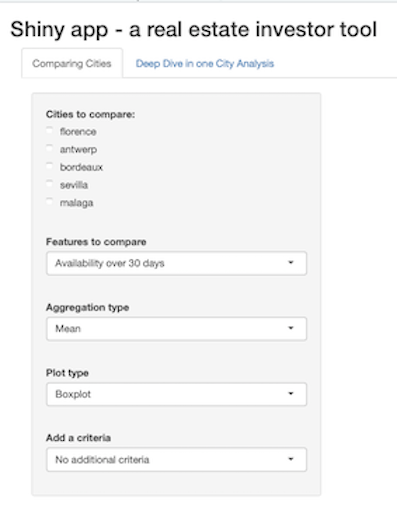 Shiny app - a real estate investor tool
Comparing Cities Deep Dive in one City Analysis
Cities to compare:
florence
antwerp
bordeaux
sevilla
malaga
Features to compare
Availability over 30 days
Aggregation type
Mean
Plot type
Boxplot
Add a criteria
No additional criteria